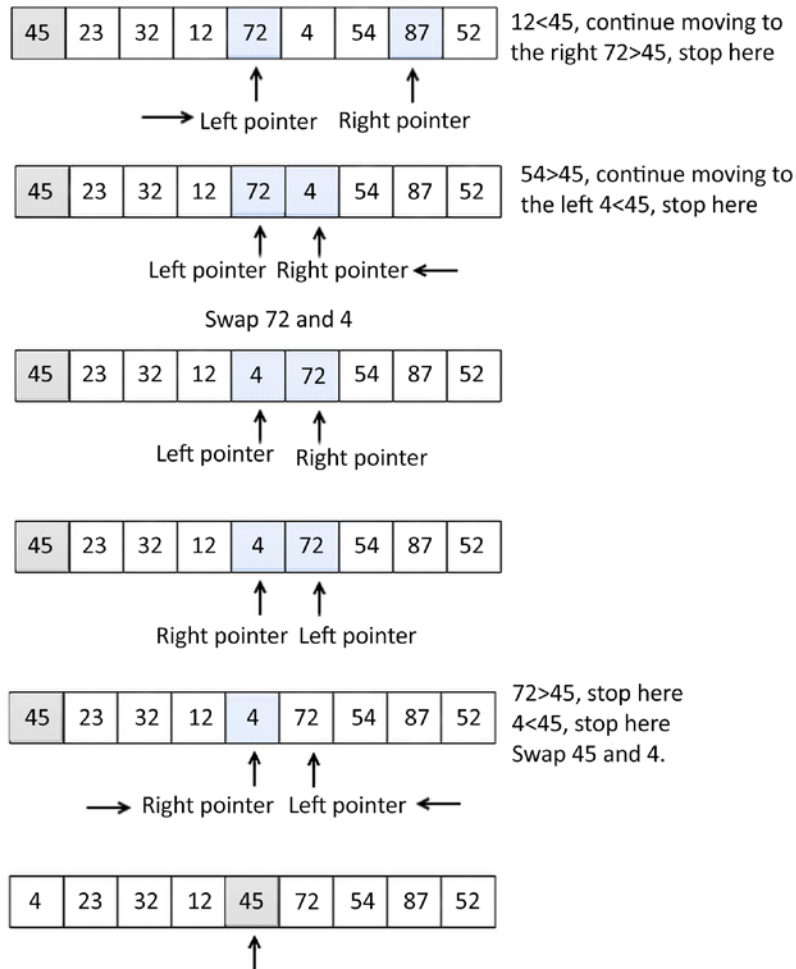 45 23 32 12 72 4 54 87 52
12<45, continue moving to
the right 72>45, stop here
Left pointer Right pointer
45 23 32 12 72 4 54 87 52
54>45, continue moving to
the left 4<45, stop here
Left pointer Right pointer
Swap 72 and 4
45 23 32 12 4 72 54 87 52
Left pointer Right pointer
45 23 32 12 4 72 54 87 52
Right pointer Left pointer
45 23 32 12 4 72 54 87 52
72>45, stop here
4<45, stop here
Swap 45 and 4.
Right pointer Left pointer
4 23 32 12 45 72 54 87 52